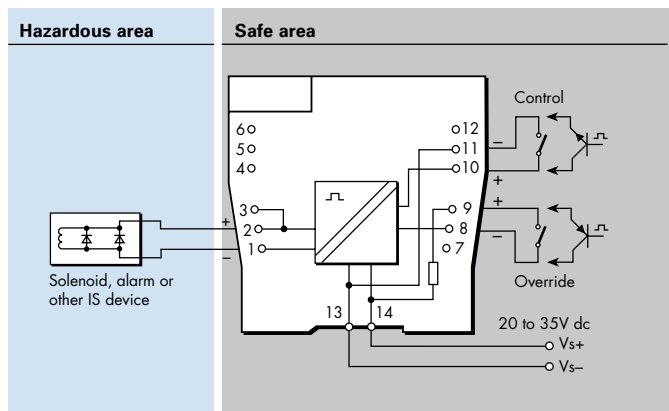 Hazardous area
Safe area
Control
6
5
4
3
2
1
12
11
10
9
8
7
–
+
+
–
+
–
Solenoid, alarm or
other IS device
Override
13
14
20 to 35V dc
Vs+
Vs–